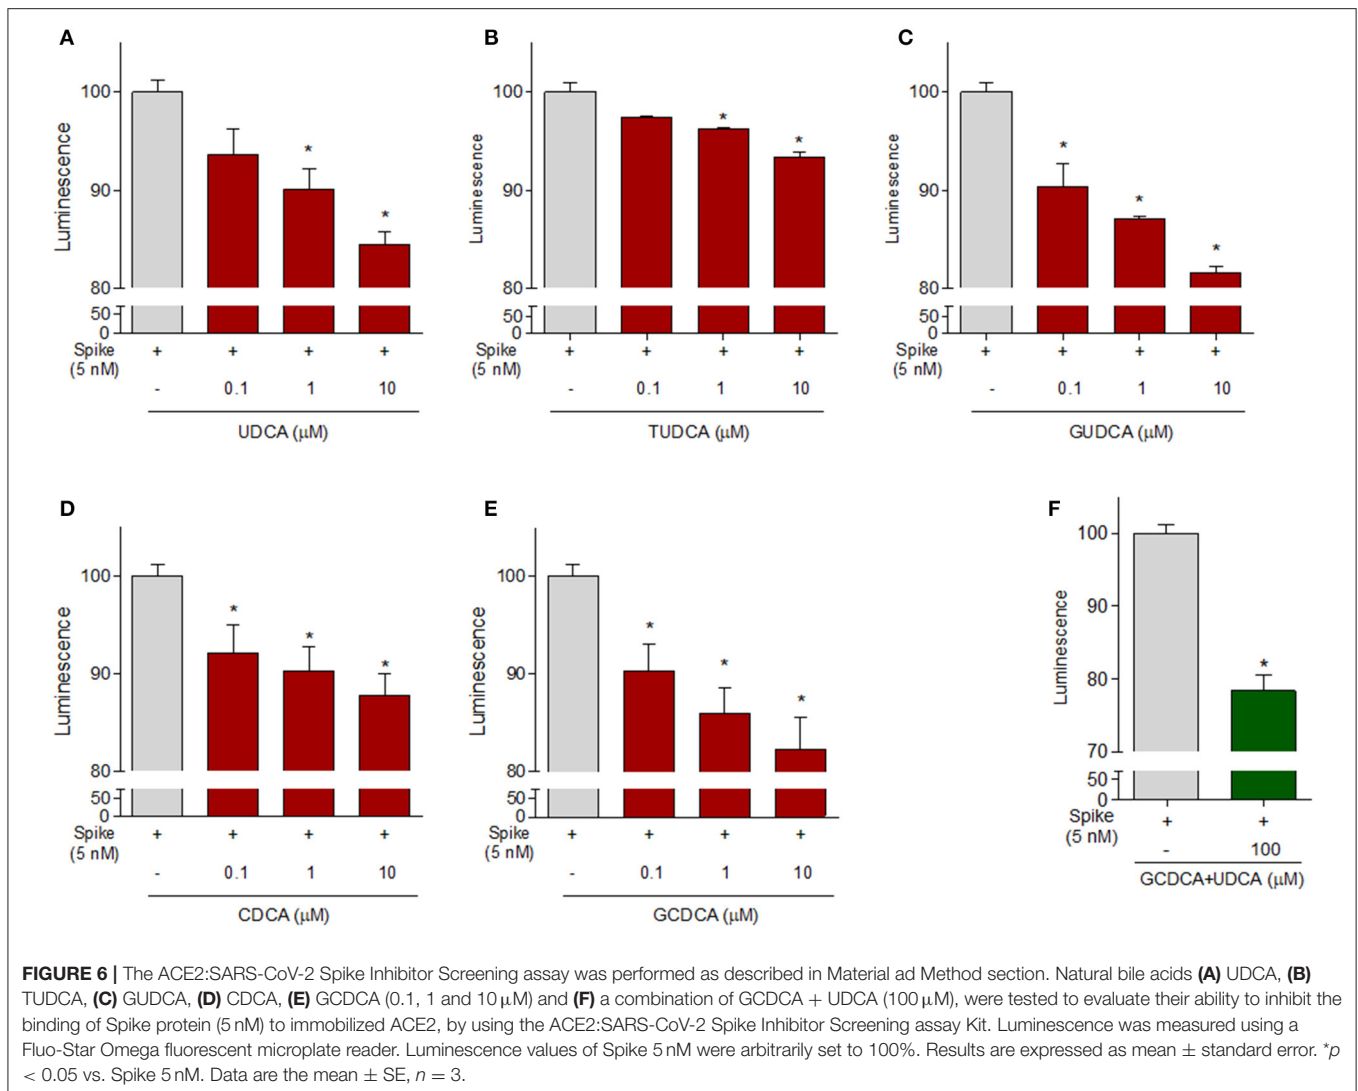 A
Luminescence
100
90
80
50
0
Spike + + + +
(5 nM)
- 0.1 1 10
UDCA (μM)
* *
B
Luminescence
100
90
80
50
0
Spike + + + +
(5 nM)
- 0.1 1 10
TUDCA (μM)
* *
C
Luminescence
100
90
80
50
0
Spike + + + +
(5 nM)
- 0.1 1 10
GUDCA (μM)
* * *
D
Luminescence
100
90
80
50
0
Spike + + + +
(5 nM)
- 0.1 1 10
CDCA (μM)
* * *
E
Luminescence
100
90
80
50
0
Spike + + + +
(5 nM)
- 0.1 1 10
GCDCA (μM)
* * *
F
Luminescence
100
90
80
70
50
0
Spike + +
(5 nM)
- 100
GCDCA+UDCA (μM)
*
FIGURE 6 | The ACE2:SARS-CoV-2 Spike Inhibitor Screening assay was performed as described in Material ad Method section. Natural bile acids (A) UDCA, (B)
TUDCA, (C) GUDCA, (D) CDCA, (E) GCDCA (0.1, 1 and 10 μM) and (F) a combination of GCDCA + UDCA (100 μM), were tested to evaluate their ability to inhibit the
binding of Spike protein (5 nM) to immobilized ACE2, by using the ACE2:SARS-CoV-2 Spike Inhibitor Screening assay Kit. Luminescence was measured using a
Fluo-Star Omega fluorescent microplate reader. Luminescence values of Spike 5 nM were arbitrarily set to 100%. Results are expressed as mean ± standard error. *p
< 0.05 vs. Spike 5 nM. Data are the mean ± SE, n = 3.